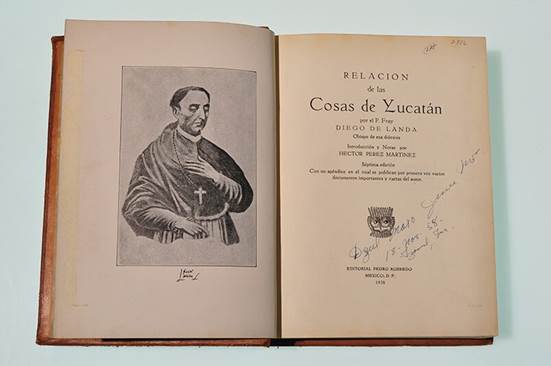 RELACION
de las
Cosas de Yucatán
por el P. Fray
DIEGO DE LANDA
Obispo de esa diócesis
Introducción y Notas por
HECTOR PEREZ MARTINEZ
Séptima edición
Con un apéndice en el cual se publican por primera vez varios
documentos importantes y cartas del autor.
EDITORIAL PEDRO ROBREDO
MEXICO, D. F.
1938